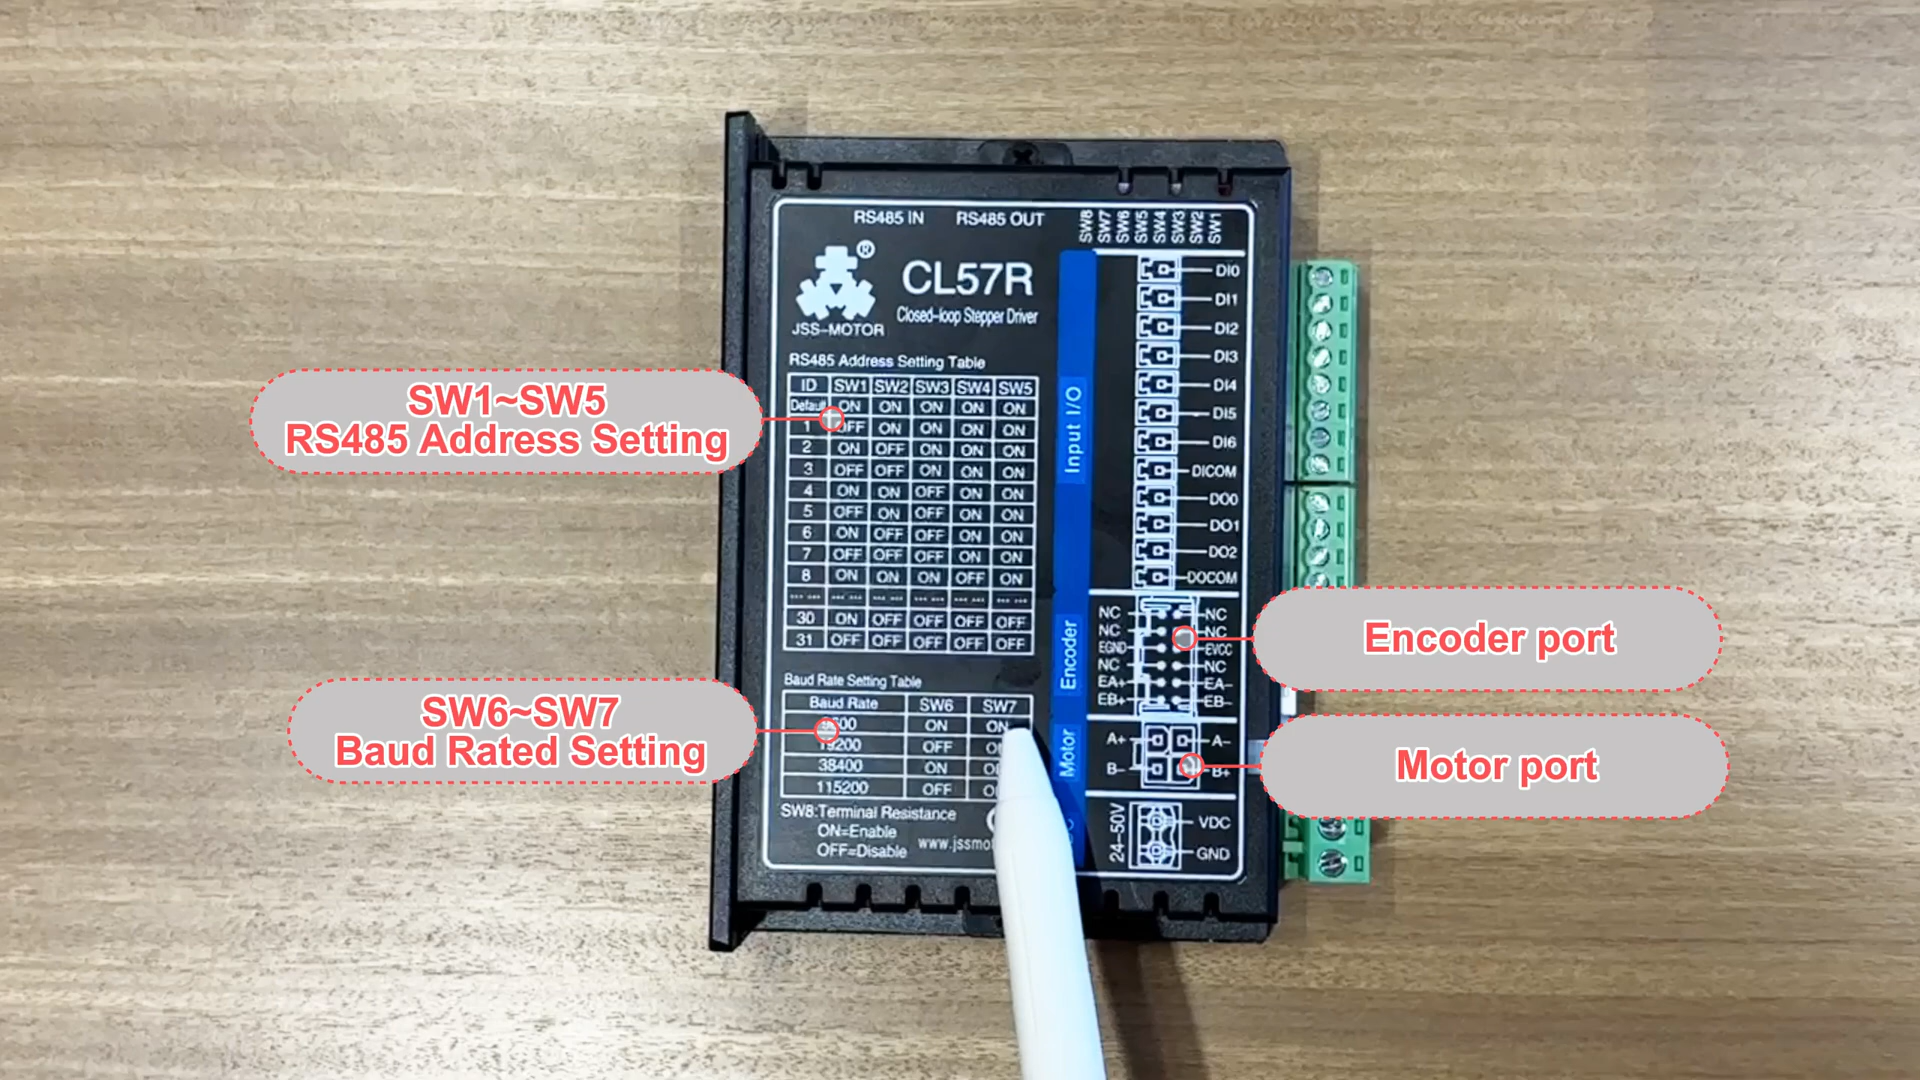 RS485 IN RS485 OUT
SW8 SW7 SW6 SW5 SW4 SW3 SW2 SW1
®
JSS-MOTOR
CL57R
Closed-loop Stepper Driver
RS485 Address Setting Table
ID SW1 SW2 SW3 SW4 SW5
Default ON ON ON ON ON
1 OFF ON ON ON ON
2 ON OFF ON ON ON
3 OFF OFF ON ON ON
4 ON ON OFF ON ON
5 OFF ON OFF ON ON
6 ON OFF OFF ON ON
7 OFF OFF OFF ON ON
8 ON ON ON OFF ON
... ... ... ... ... ... ... ... ... ... ... ...
30 ON OFF OFF OFF OFF
31 OFF OFF OFF OFF OFF
Baud Rate Setting Table
Baud Rate SW6 SW7
ON ON
19200 OFF
38400 ON
115200 OFF
SW8:Terminal Resistance
ON=Enable
OFF=Disable
Input I/O
DI0
DI1
DI2
DI3
DI4
DI5
DI6
DICOM
DO0
DO1
DO2
DOCOM
Encoder
NC NC
NC NC
EGND EVCC
NC NC
EA+ EA-
EB+ EB-
Motor
A+ A-
B- B+
24-50V
VDC
GND
SW1~SW5
RS485 Address Setting
SW6~SW7
Baud Rated Setting
Encoder port
Motor port